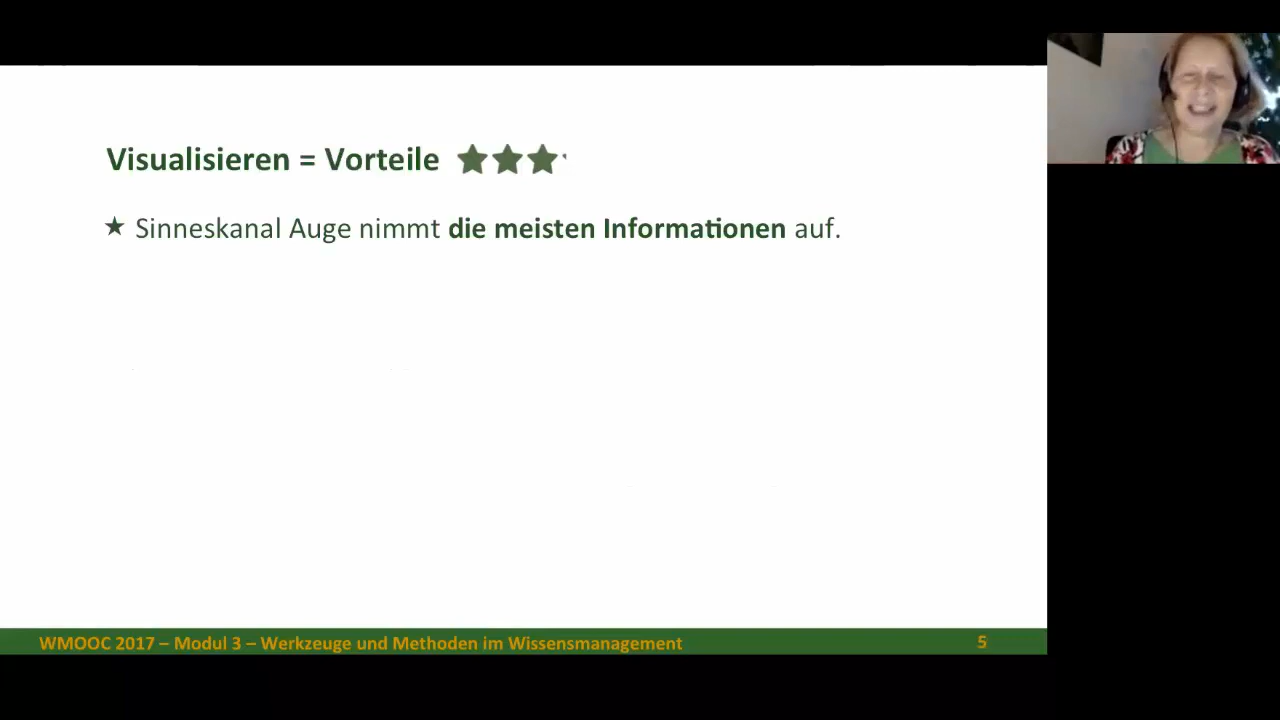 Visualisieren = Vorteile
Sinneskanal Auge nimmt die meisten Informationen auf.
WMOOC 2017 – Modul 3 – Werkzeuge und Methoden im Wissensmanagement 5